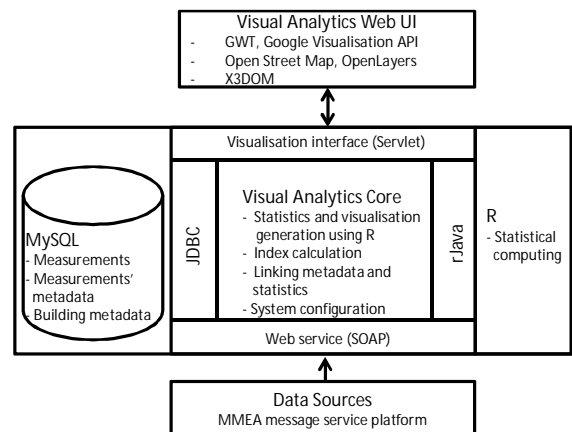 Visual Analytics Web UI
- GWT, Google Visualisation API
- Open Street Map, OpenLayers
- X3DOM
Visualisation interface (Servlet)
MySQL
- Measurements
- Measurements’
metadata
- Building metadata
JDBC
Visual Analytics Core
- Statistics and visualisation
generation using R
- Index calculation
- Linking metadata and
statistics
- System configuration
rJava
R
- Statistical
computing
Web service (SOAP)
Data Sources
MMEA message service platform